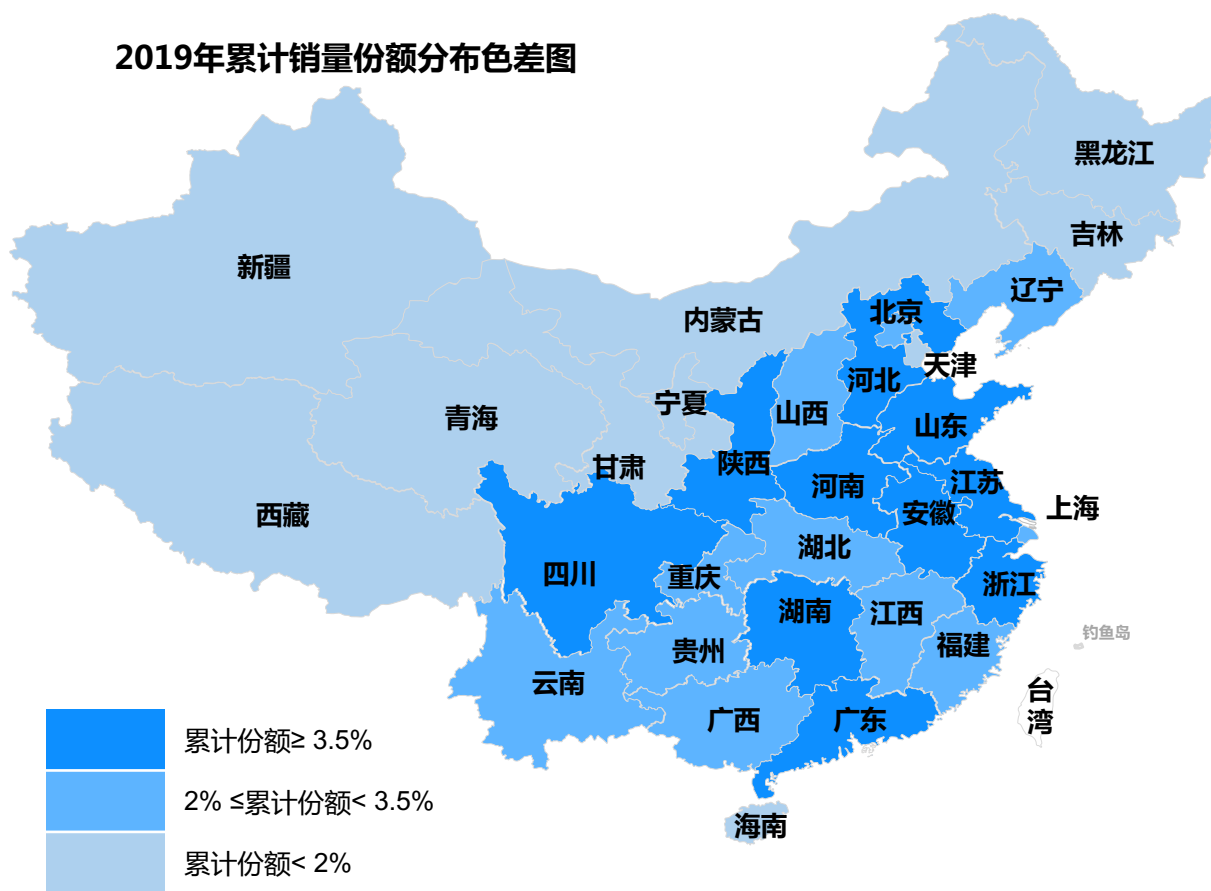 2019年累计销量份额分布色差图
黑龙江
吉林
新疆
辽宁
北京
内蒙古
天津
河北
宁夏
山西
青海
山东
甘肃
陕西
河南
江苏
安徽
西藏
上海
湖北
四川
重庆
浙江
湖南
江西
钓鱼岛
贵州
福建
云南
台
湾
广西
广东
海南
累计份额≥ 3.5%
2% ≤累计份额< 3.5%
累计份额< 2%